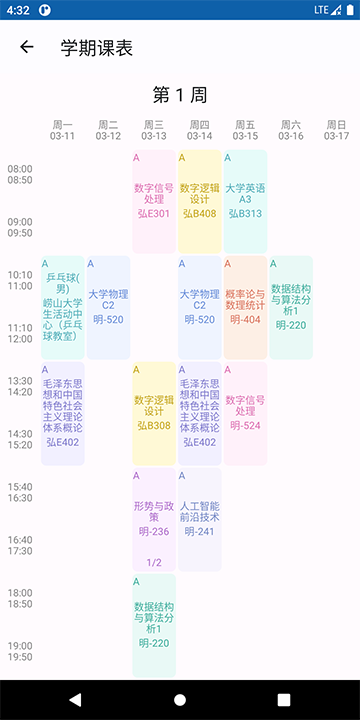 4:32
LTE
学期课表
第 1 周
周一
03-11
周二
03-12
周三
03-13
周四
03-14
周五
03-15
周六
03-16
周日
03-17
08:00
08:50
09:00
09:50
A
数字信号
处理
弘E301
A
数字逻辑
设计
弘B408
A
大学英语
A3
弘B313
10:10
11:00
11:10
12:00
A
乒乓球(
男)
崂山大学
生活动中
心（乒乓
球教室）
A
大学物理
C2
明-520
A
大学物理
C2
明-520
A
概率论与
数理统计
明-404
A
数据结构
与算法分
析1
明-220
13:30
14:20
14:30
15:20
A
毛泽东思
想和中国
特色社会
主义理论
体系概论
弘E402
A
数字逻辑
设计
弘B308
A
毛泽东思
想和中国
特色社会
主义理论
体系概论
弘E402
A
数字信号
处理
明-524
15:40
16:30
16:40
17:30
A
形势与政
策
明-236
1/2
A
人工智能
前沿技术
明-241
18:00
18:50
19:00
19:50
A
数据结构
与算法分
析1
明-220